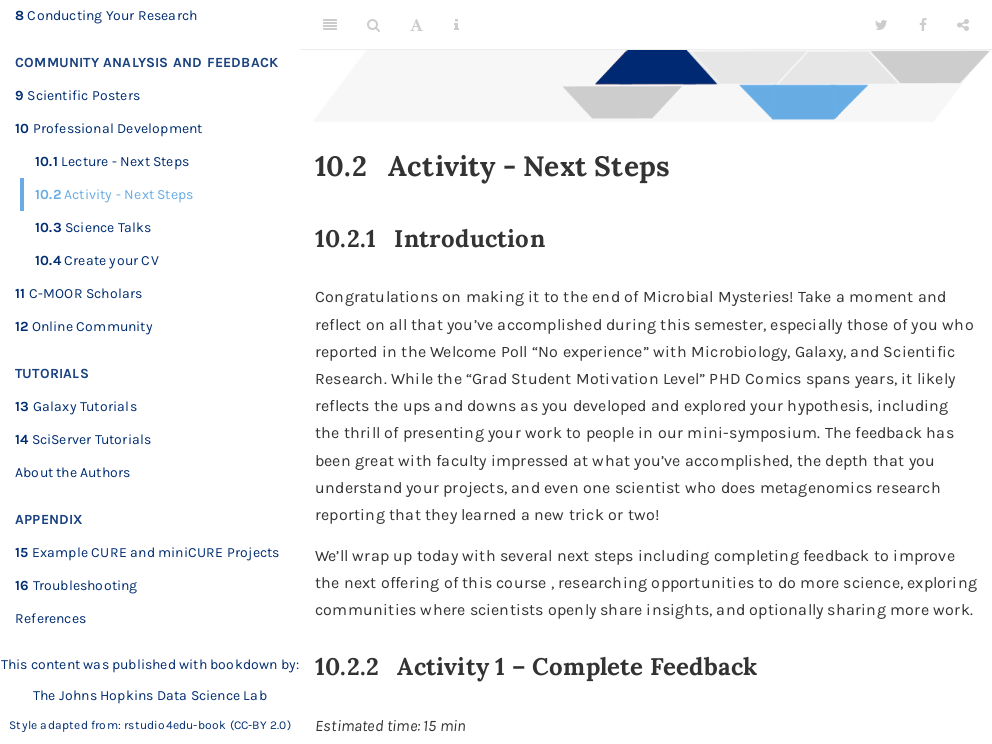 8 Conducting Your Research
COMMUNITY ANALYSIS AND FEEDBACK
9 Scientific Posters
10 Professional Development
10.1 Lecture - Next Steps
10.2 Activity - Next Steps
10.3 Science Talks
10.4 Create your CV
11 C-MOOR Scholars
12 Online Community
TUTORIALS
13 Galaxy Tutorials
14 SciServer Tutorials
About the Authors
APPENDIX
15 Example CURE and miniCURE Projects
16 Troubleshooting
References
This content was published with bookdown by:
The Johns Hopkins Data Science Lab
Style adapted from: rstudio4edu-book (CC-BY 2.0)
10.2 Activity - Next Steps
10.2.1 Introduction
Congratulations on making it to the end of Microbial Mysteries! Take a moment and
reflect on all that you’ve accomplished during this semester, especially those of you who
reported in the Welcome Poll “No experience” with Microbiology, Galaxy, and Scientific
Research. While the “Grad Student Motivation Level” PHD Comics spans years, it likely
reflects the ups and downs as you developed and explored your hypothesis, including
the thrill of presenting your work to people in our mini-symposium. The feedback has
been great with faculty impressed at what you’ve accomplished, the depth that you
understand your projects, and even one scientist who does metagenomics research
reporting that they learned a new trick or two!
We’ll wrap up today with several next steps including completing feedback to improve
the next offering of this course , researching opportunities to do more science, exploring
communities where scientists openly share insights, and optionally sharing more work.
10.2.2 Activity 1 – Complete Feedback
Estimated time: 15 min